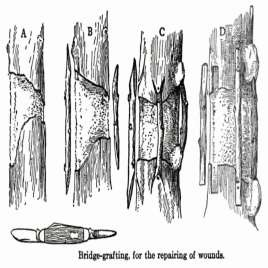 A B C D
Bridge-grafting, for the repairing of wounds.